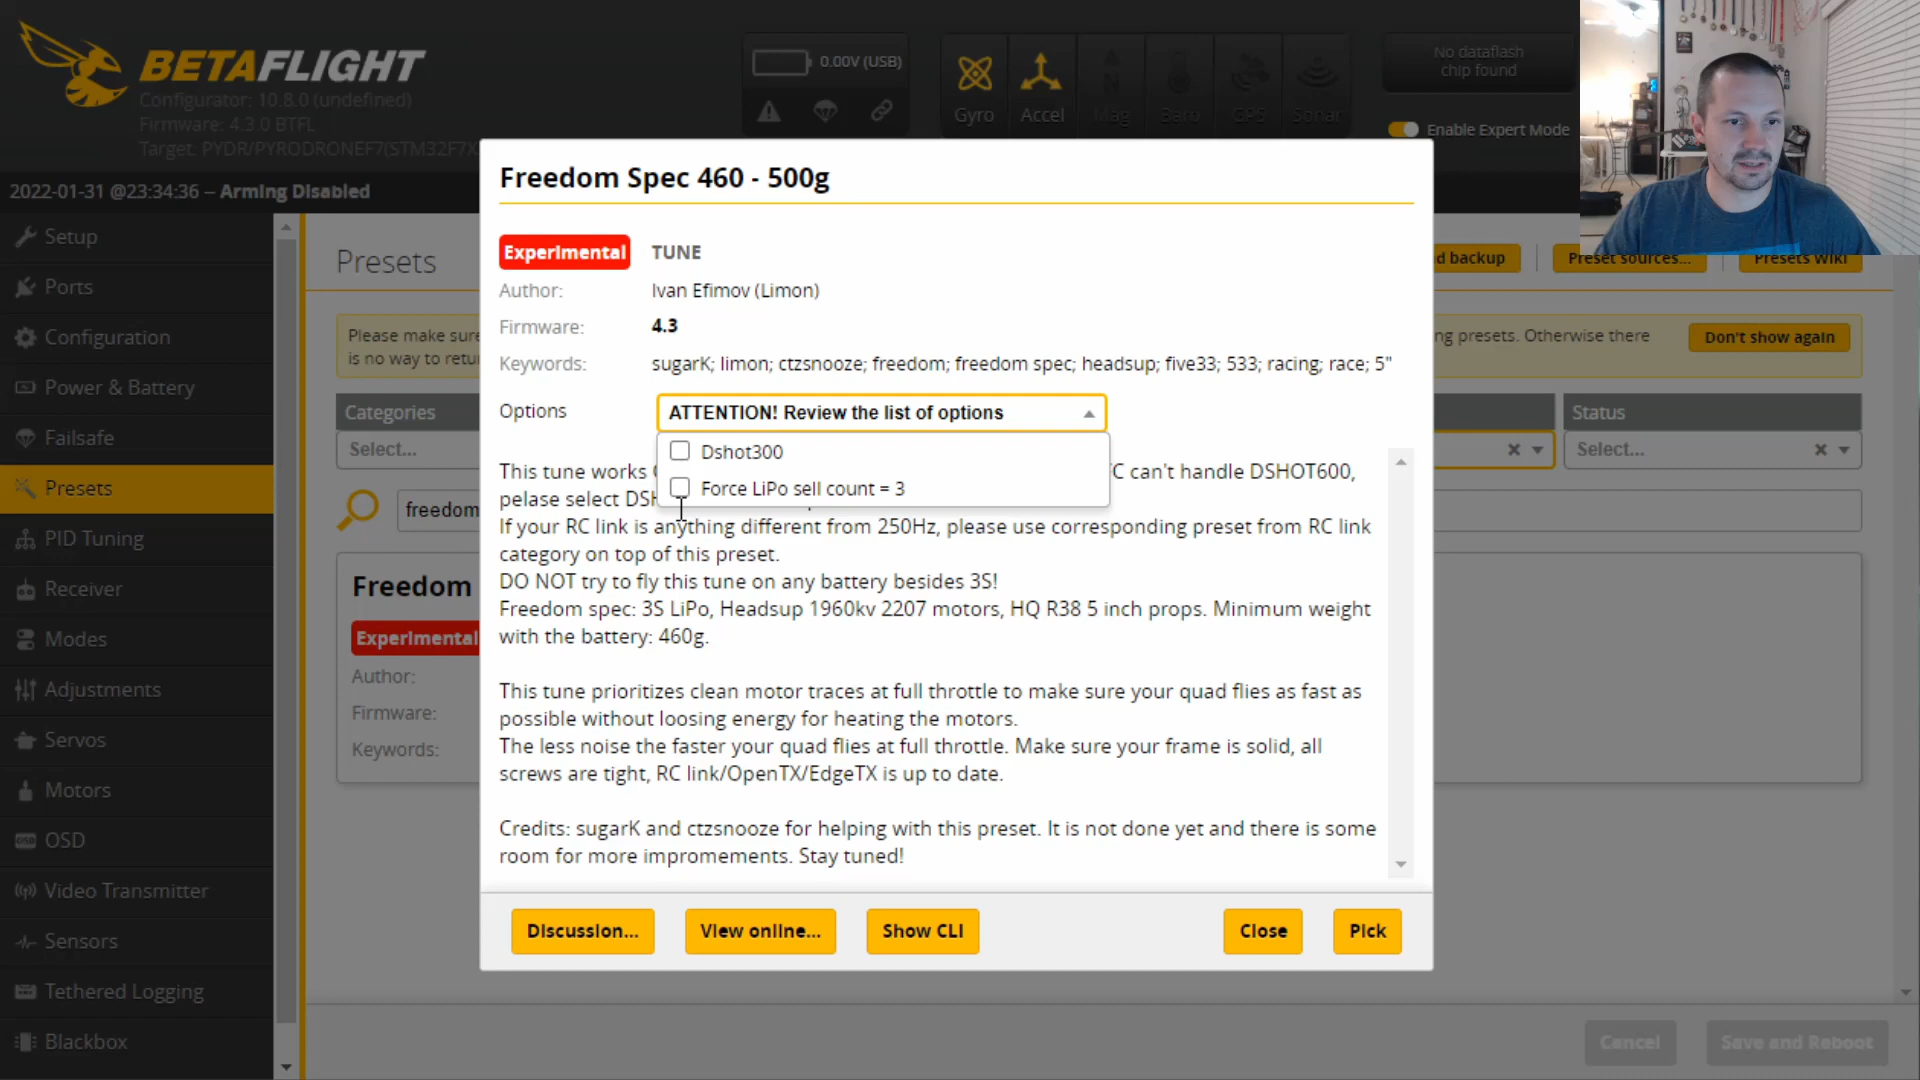 BETAFLIGHT
Configurator: 10.8.0 (undefined)
Firmware: 4.3.0 BTFL
Target: PYDR/PYRODRONEF7(STM32F7X
0.00V (USB)
Gyro
Accel
Mag
Baro
GPS
Sonar
No dataflash
chip found
Enable Expert Mode
2022-01-31 @23:34:36 -- Arming Disabled
Setup
Ports
Configuration
Power & Battery
Failsafe
Presets
PID Tuning
Receiver
Modes
Adjustments
Servos
Motors
OSD
Video Transmitter
Sensors
Tethered Logging
Blackbox
Presets
d backup
Preset sources...
Presets Wiki
Please make sure
is no way to retu
ng presets. Otherwise there
Don't show again
Categories
Select...
Status
Select...
freedom
Freedom
Experimental
Author:
Firmware:
Keywords:
Freedom Spec 460 - 500g
Experimental TUNE
Author: Ivan Efimov (Limon)
Firmware: 4.3
Keywords: sugarK; limon; ctzsnooze; freedom; freedom spec; headsup; five33; 533; racing; race; 5"
Options ATTENTION! Review the list of options
Dshot300
Force LiPo sell count = 3
This tune works C can't handle DSHOT600,
pelase select DSH
If your RC link is anything different from 250Hz, please use corresponding preset from RC link
category on top of this preset.
DO NOT try to fly this tune on any battery besides 3S!
Freedom spec: 3S LiPo, Headsup 1960kv 2207 motors, HQ R38 5 inch props. Minimum weight
with the battery: 460g.
This tune prioritizes clean motor traces at full throttle to make sure your quad flies as fast as
possible without loosing energy for heating the motors.
The less noise the faster your quad flies at full throttle. Make sure your frame is solid, all
screws are tight, RC link/OpenTX/EdgeTX is up to date.
Credits: sugarK and ctzsnooze for helping with this preset. It is not done yet and there is some
room for more impromements. Stay tuned!
Discussion...
View online...
Show CLI
Close
Pick
Cancel
Save and Reboot